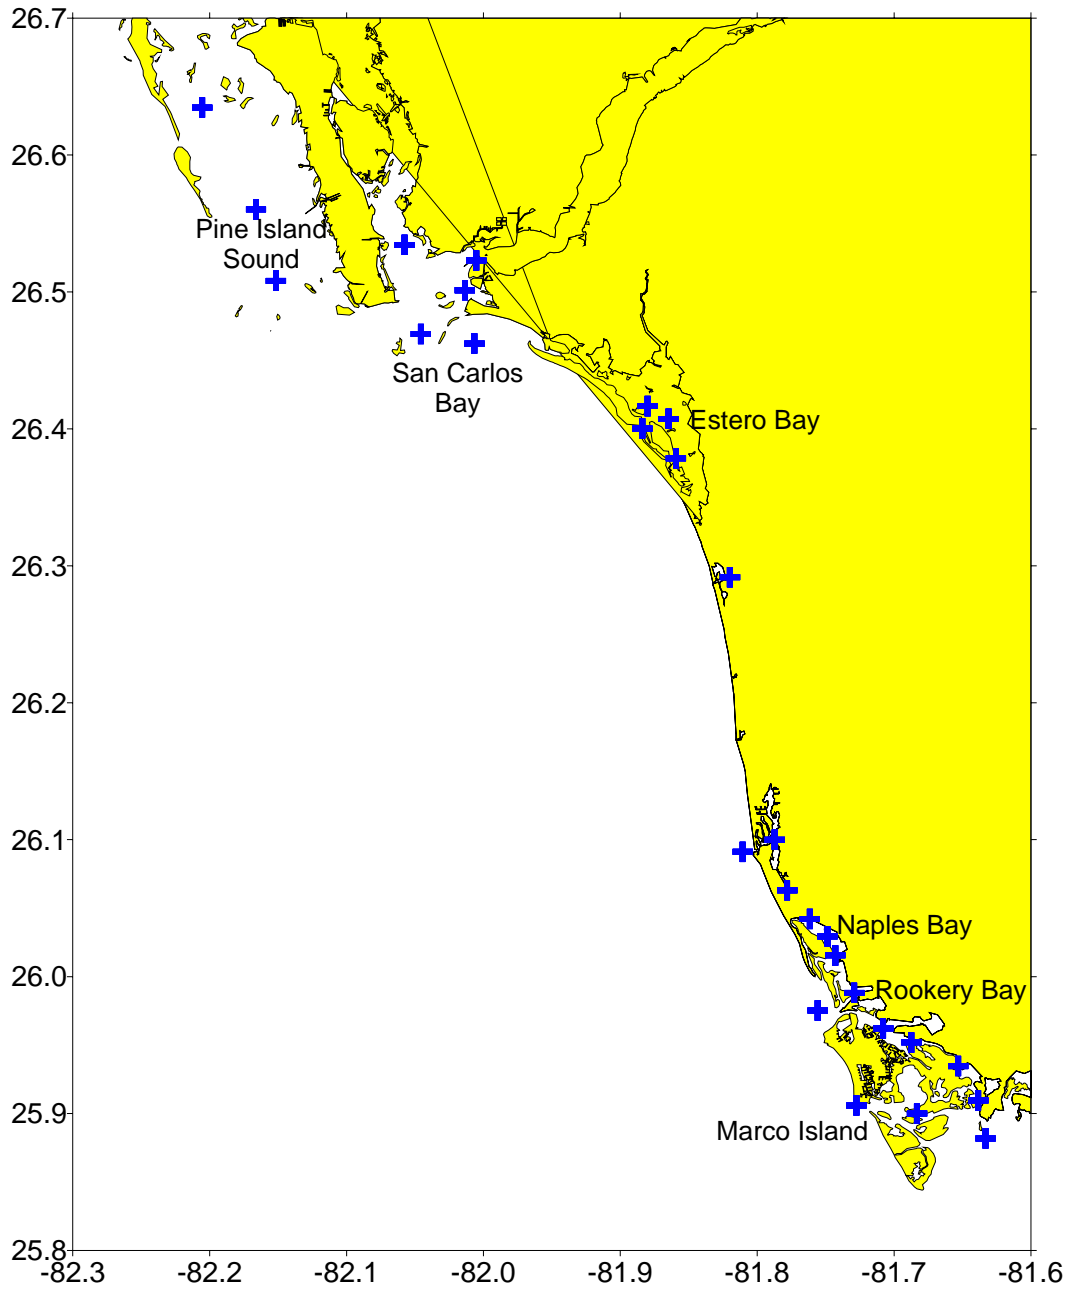 26.7
26.6
Pine Island
Sound
26.5
San Carlos
Bay
26.4
Estero Bay
26.3
26.2
26.1
Naples Bay
26.0
Rookery Bay
25.9
Marco Island
25.8
-82.3 -82.2 -82.1 -82.0 -81.9 -81.8 -81.7 -81.6